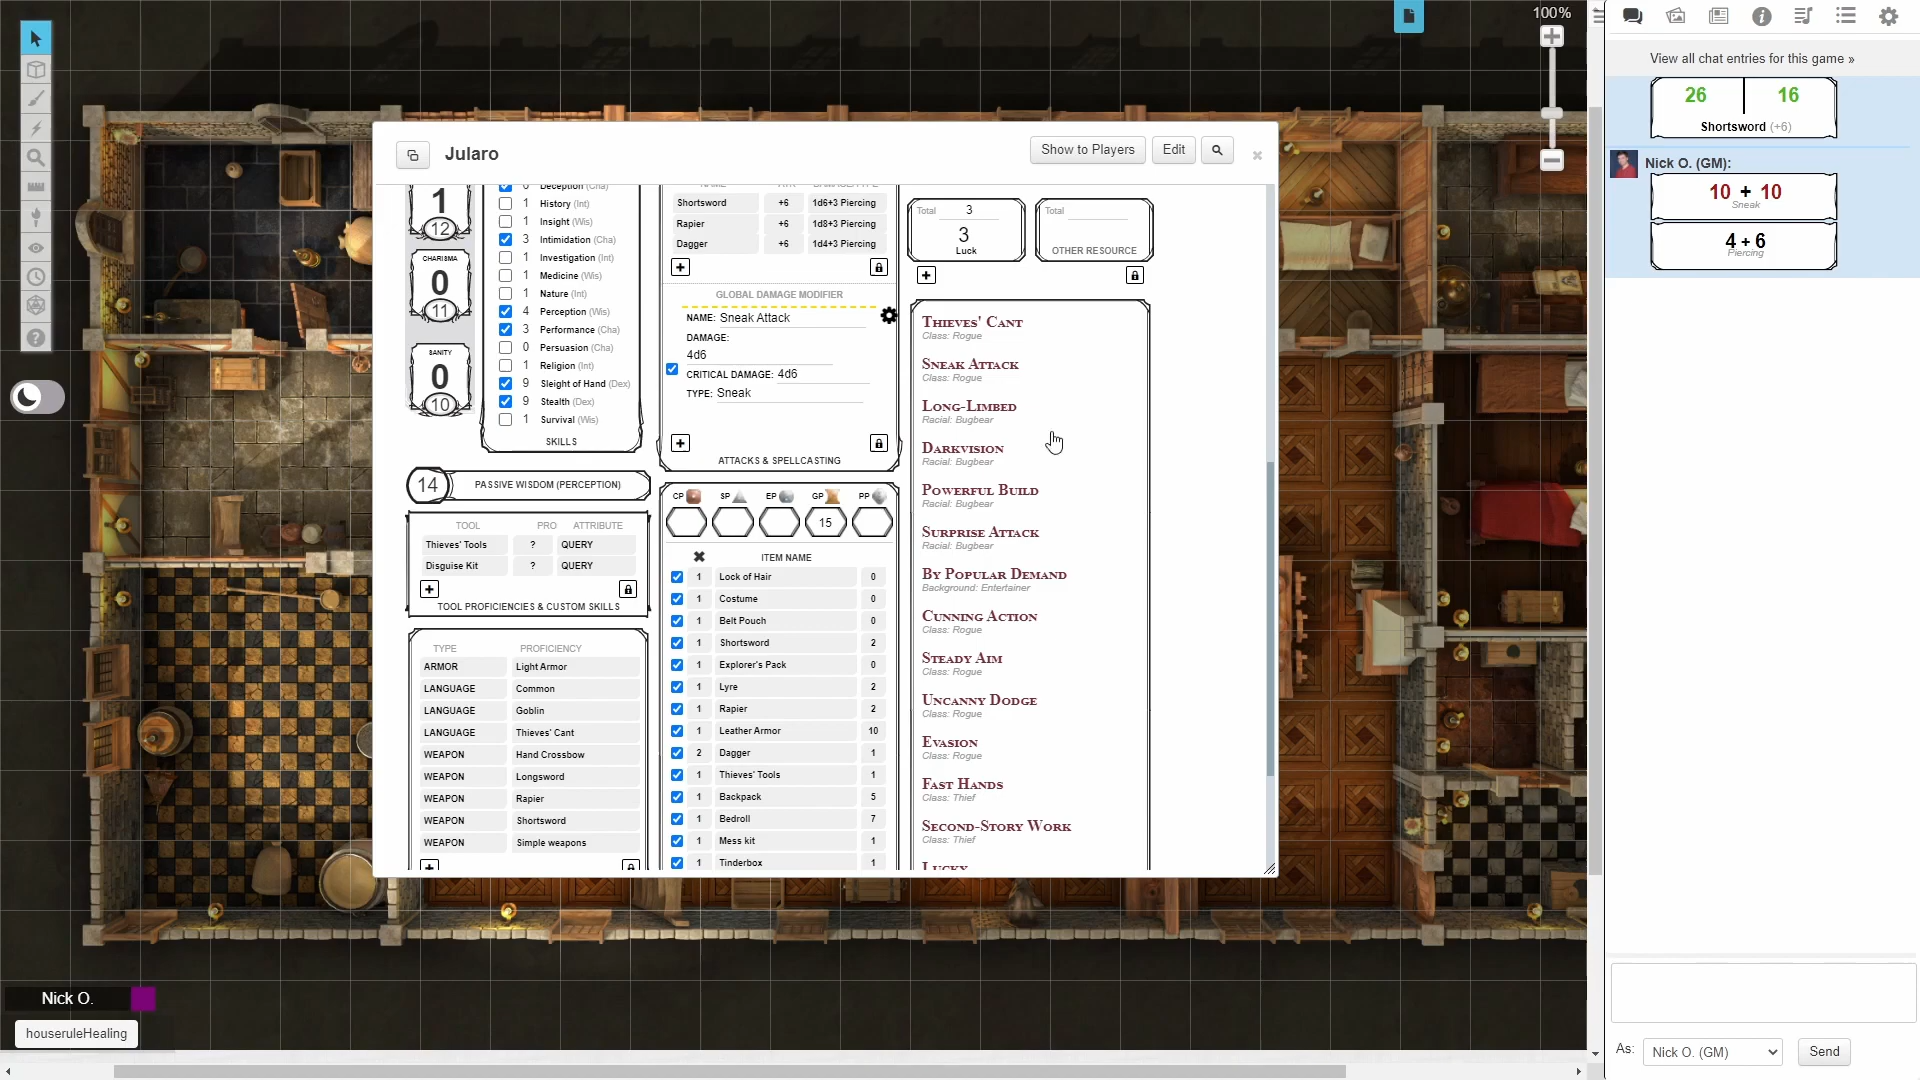 100%
View all chat entries for this game »
26 16
Shortsword (+6)
Nick O. (GM):
10 + 10
Sneak
4 + 6
Piercing
As: Nick O. (GM) Send
Jularo
Show to Players Edit
1
12
CHARISMA
0
11
SANITY
0
10
0 Deception (Cha)
1 History (Int)
1 Insight (Wis)
3 Intimidation (Cha)
1 Investigation (Int)
1 Medicine (Wis)
1 Nature (Int)
4 Perception (Wis)
3 Performance (Cha)
0 Persuasion (Cha)
1 Religion (Int)
9 Sleight of Hand (Dex)
9 Stealth (Dex)
1 Survival (Wis)
SKILLS
14 PASSIVE WISDOM (PERCEPTION)
TOOL PRO ATTRIBUTE
Thieves' Tools ? QUERY
Disguise Kit ? QUERY
+
TOOL PROFICIENCIES & CUSTOM SKILLS
TYPE PROFICIENCY
ARMOR Light Armor
LANGUAGE Common
LANGUAGE Goblin
LANGUAGE Thieves' Cant
WEAPON Hand Crossbow
WEAPON Longsword
WEAPON Rapier
WEAPON Shortsword
WEAPON Simple weapons
+
Shortsword +6 1d6+3 Piercing
Rapier +6 1d8+3 Piercing
Dagger +6 1d4+3 Piercing
+
GLOBAL DAMAGE MODIFIER
NAME: Sneak Attack
DAMAGE:
4d6
CRITICAL DAMAGE: 4d6
TYPE: Sneak
+
ATTACKS & SPELLCASTING
CP SP EP GP PP
15
ITEM NAME
1 Lock of Hair 0
1 Costume 0
1 Belt Pouch 0
1 Shortsword 2
1 Explorer's Pack 0
1 Lyre 2
1 Rapier 2
1 Leather Armor 10
2 Dagger 1
1 Thieves' Tools 1
1 Backpack 5
1 Bedroll 7
1 Mess kit 1
1 Tinderbox 1
Total 3
3
Luck
Total
OTHER RESOURCE
+
Thieves' Cant
Class: Rogue
Sneak Attack
Class: Rogue
Long-Limbed
Racial: Bugbear
Darkvision
Racial: Bugbear
Powerful Build
Racial: Bugbear
Surprise Attack
Racial: Bugbear
By Popular Demand
Background: Entertainer
Cunning Action
Class: Rogue
Steady Aim
Class: Rogue
Uncanny Dodge
Class: Rogue
Evasion
Class: Rogue
Fast Hands
Class: Thief
Second-Story Work
Class: Thief
Lucky
Nick O.
houseruleHealing